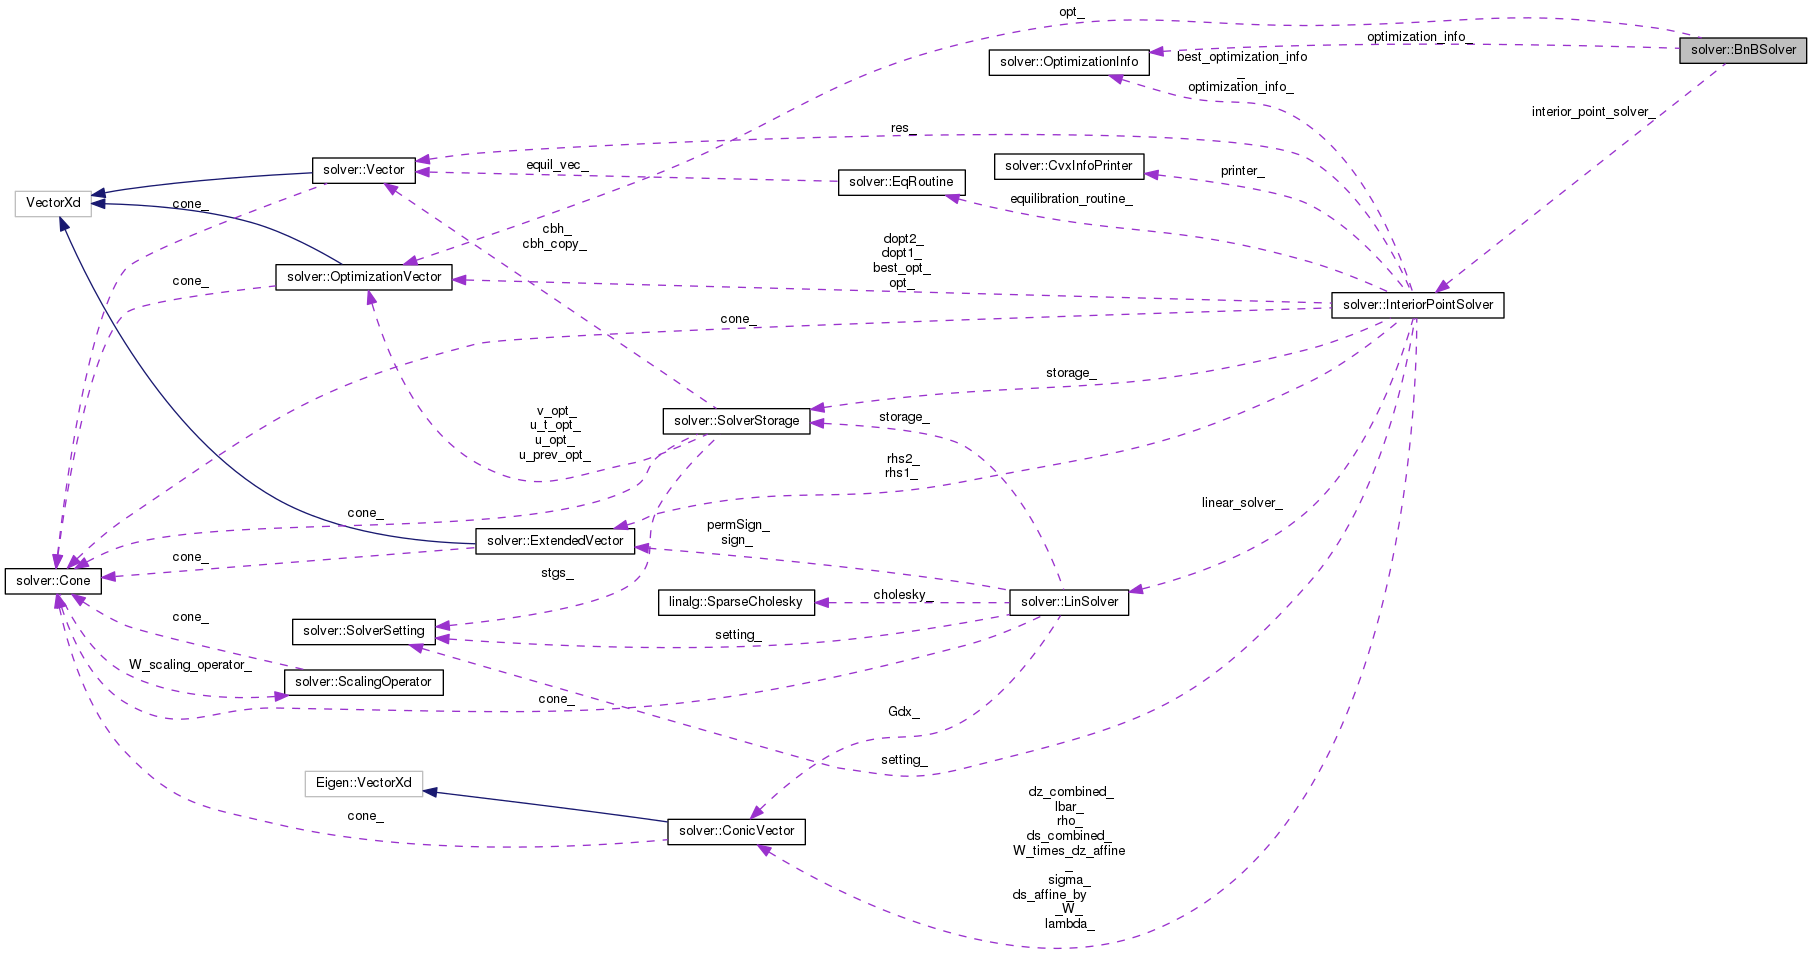 opt_
optimization_info_
solver::BnBSolver
solver::OptimizationInfo
best_optimization_info
_
optimization_info_
interior_point_solver_
res_
solver::Vector
equil_vec_
solver::CvxInfoPrinter
printer_
solver::EqRoutine
equilibration_routine_
VectorXd
cone_
cbh_
cbh_copy_
dopt2_
dopt1_
best_opt_
opt_
solver::OptimizationVector
cone_
solver::InteriorPointSolver
cone_
storage_
v_opt_
u_t_opt_
u_opt_
u_prev_opt_
solver::SolverStorage
storage_
rhs2_
rhs1_
linear_solver_
cone_
permSign_
sign_
solver::ExtendedVector
cone_
stgs_
solver::Cone
linalg::SparseCholesky
cholesky_
solver::LinSolver
cone_
solver::SolverSetting
setting_
W_scaling_operator_
solver::ScalingOperator
cone_
Gdx_
setting_
Eigen::VectorXd
cone_
solver::ConicVector
dz_combined_
lbar_
rho_
ds_combined_
W_times_dz_affine
_
sigma_
ds_affine_by
_W_
lambda_